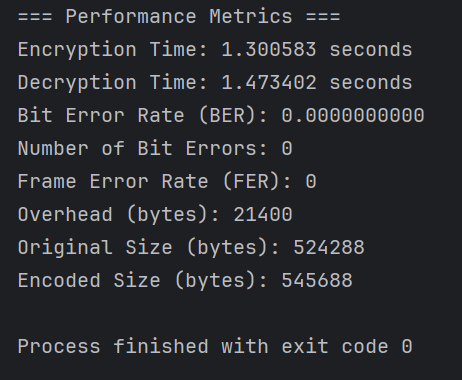 === Performance Metrics ===
Encryption Time: 1.300583 seconds
Decryption Time: 1.473402 seconds
Bit Error Rate (BER): 0.0000000000
Number of Bit Errors: 0
Frame Error Rate (FER): 0
Overhead (bytes): 21400
Original Size (bytes): 524288
Encoded Size (bytes): 545688
Process finished with exit code 0